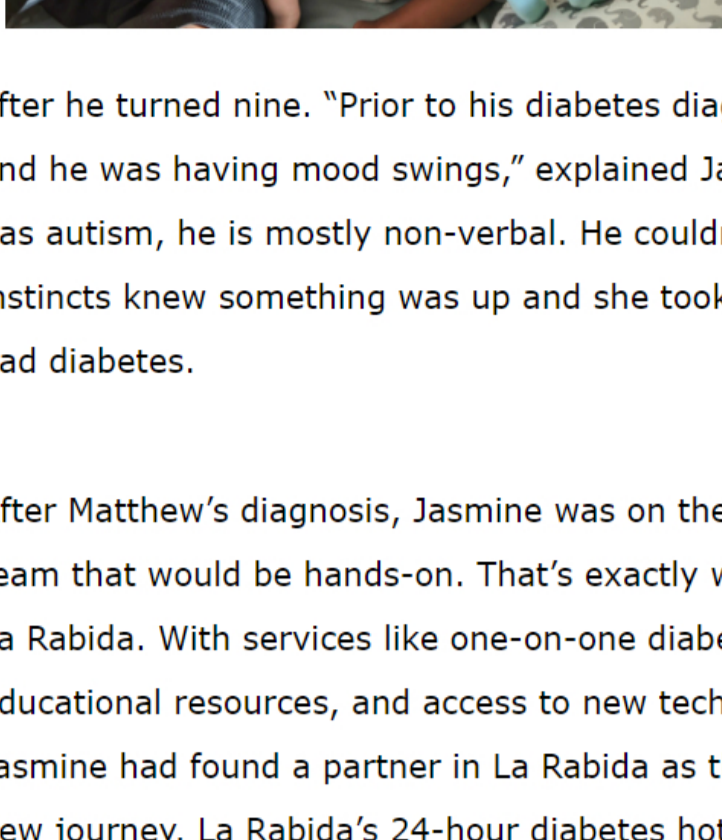 fter he turned nine. “Prior to his diabetes dia
nd he was having mood swings,” explained Ja
as autism, he is mostly non-verbal. He could
nstincts knew something was up and she took
ad diabetes.
fter Matthew’s diagnosis, Jasmine was on the
eam that would be hands-on. That’s exactly w
a Rabida. With services like one-on-one diabe
ducational resources, and access to new tech
asmine had found a partner in La Rabida as t
ew journey. La Rabida’s 24-hour diabetes hot